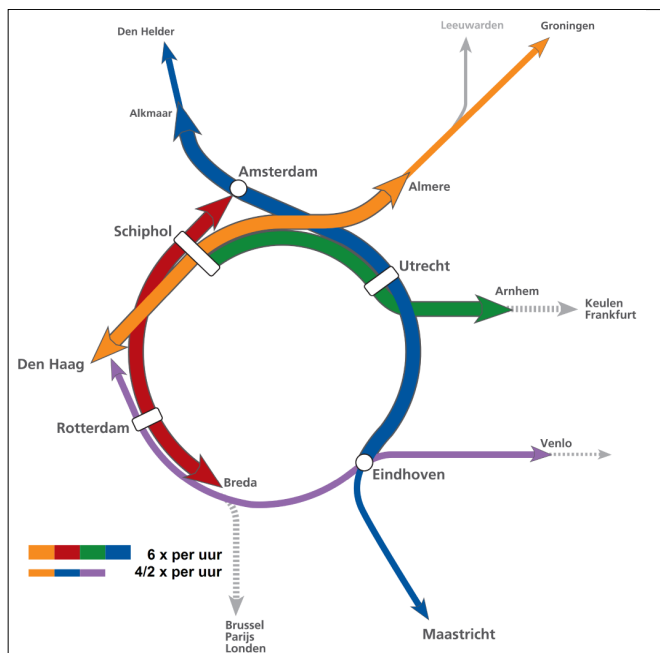 Den Helder
Leeuwarden
Groningen
Alkmaar
Amsterdam
Almere
Schiphol
Utrecht
Arnhem
Keulen
Frankfurt
Den Haag
Rotterdam
Venlo
Eindhoven
Breda
6 x per uur
4/2 x per uur
Brussel
Parijs
Londen
Maastricht